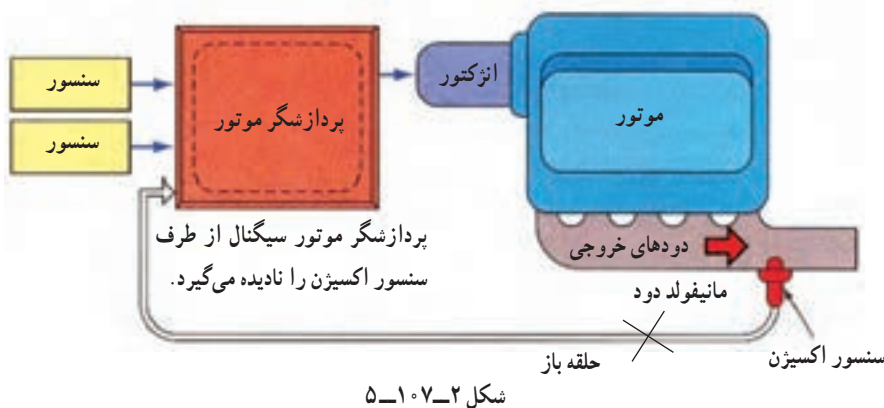 سنسور
سنسور
پردازشگر موتور
انژکتور
موتور
پردازشگر موتور سیگنال از طرف
سنسور اکسیژن را نادیده می‌گیرد.
دودهای خروجی
مانیفولد دود
سنسور اکسیژن
حلقه باز
شکل ۲ــ۱۰۷ــ۵